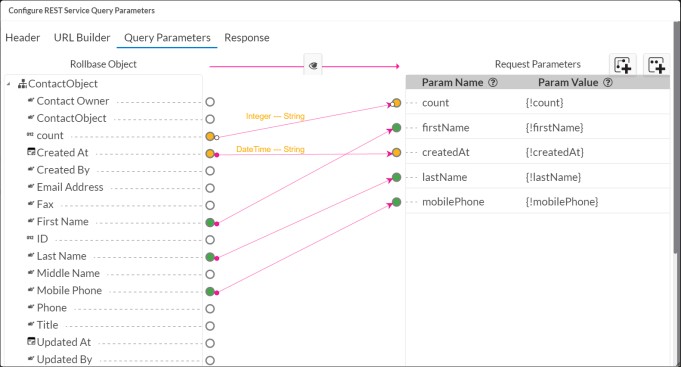 Configure REST Service Query Parameters
Header URL Builder Query Parameters Response
Rollbase Object
Request Parameters
ContactObject
Contact Owner
ContactObject
count
Created At
Created By
Email Address
Fax
First Name
ID
Last Name
Middle Name
Mobile Phone
Phone
Title
Updated At
Updated By
Integer — String
DateTime — String
Param Name Param Value
count {!count}
firstName {!firstName}
createdAt {!createdAt}
lastName {!lastName}
mobilePhone {!mobilePhone}